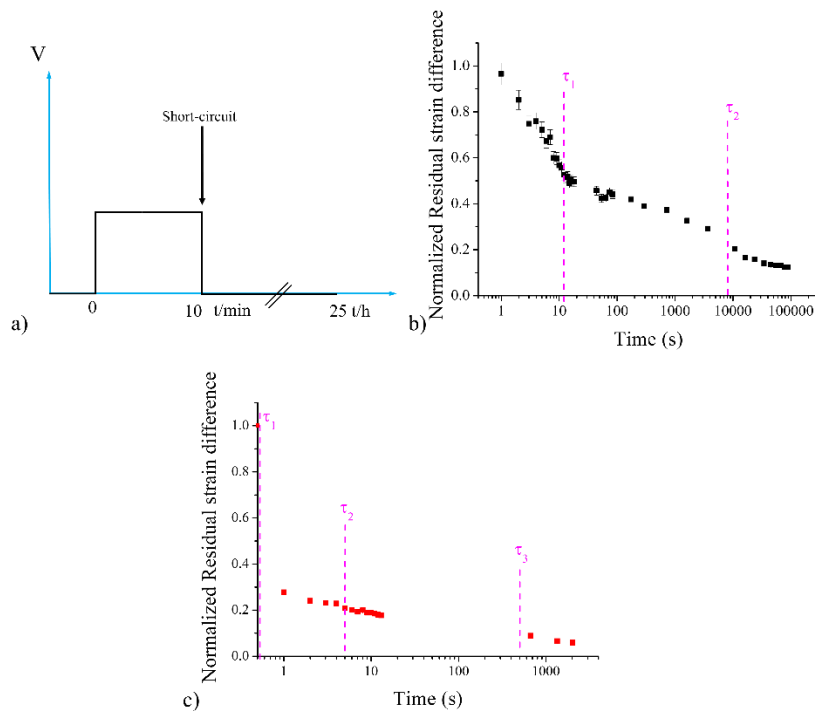 V
Short-circuit
0
10
t/min
25 t/h
a)
Normalized Residual strain difference
1.0
0.8
0.6
0.4
0.2
0.0
τ1
τ2
1
10
100
1000
10000
100000
Time (s)
b)
Normalized Residual strain difference
1.0
0.8
0.6
0.4
0.2
0.0
τ1
τ2
τ3
1
10
100
1000
Time (s)
c)